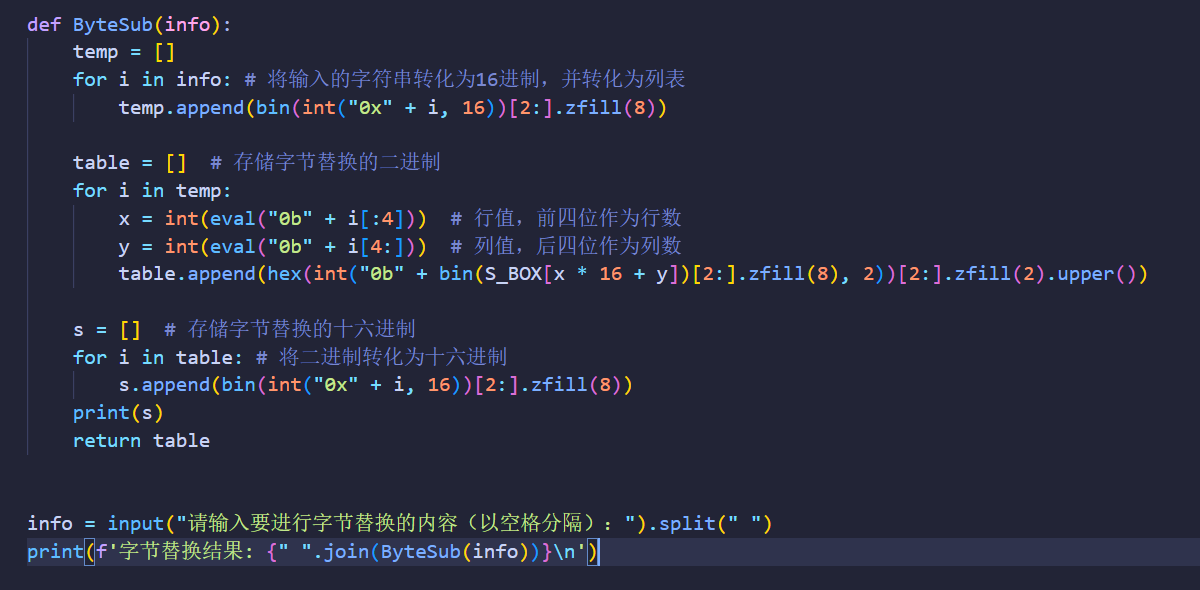 def ByteSub(info):
    temp = []
    for i in info: # 将输入的字符串转化为16进制，并转化为列表
        temp.append(bin(int("0x" + i, 16))[2:].zfill(8))
    table = []  # 存储字节替换的二进制
    for i in temp:
        x = int(eval("0b" + i[:4]))  # 行值，前四位作为行数
        y = int(eval("0b" + i[4:]))  # 列值，后四位作为列数
        table.append(hex(int("0b" + bin(S_BOX[x * 16 + y])[2:].zfill(8), 2))[2:].zfill(2).upper())
    s = []  # 存储字节替换的十六进制
    for i in table: # 将二进制转化为十六进制
        s.append(bin(int("0x" + i, 16))[2:].zfill(8))
    print(s)
    return table
info = input("请输入要进行字节替换的内容（以空格分隔）：").split(" ")
print(f'字节替换结果: {" ".join(ByteSub(info))}\n')